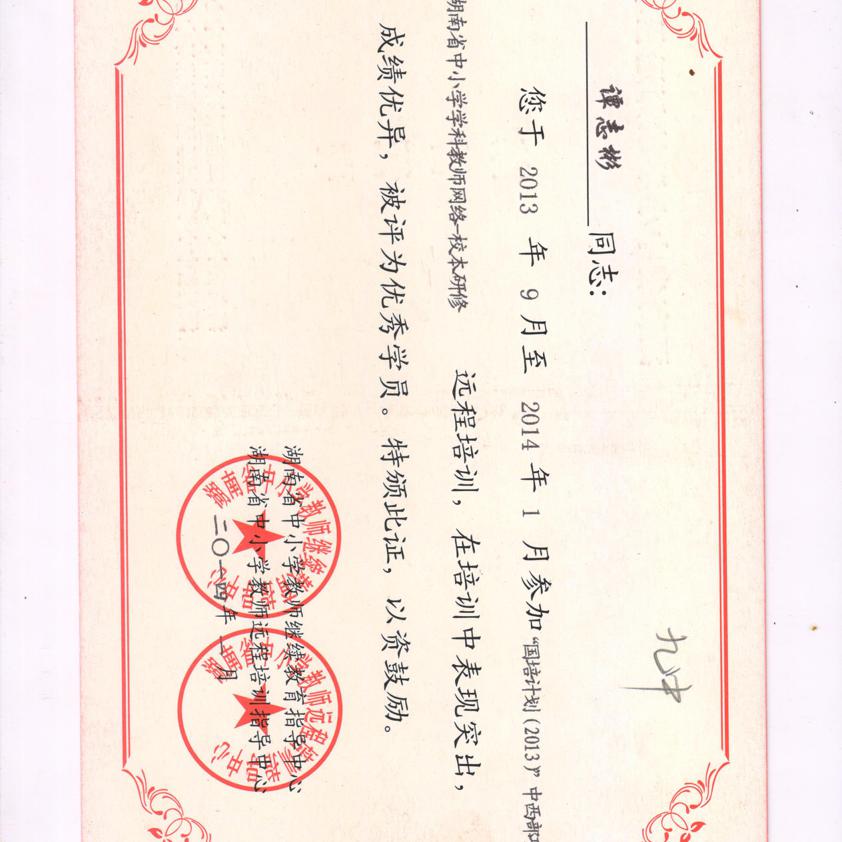 九中
谭志彬 同志:
您于 2013 年 9 月至 2014 年 1 月参加“国培计划(2013)”中西部
湖南省中小学学科教师网络校本研修 远程培训,在培训中表现突出,
成绩优异,被评为优秀学员。特颁此证,以资鼓励。
湖南省中小学教师继续教育指导中心
湖南省中小学教师远程培训指导中心
二〇一四年 月